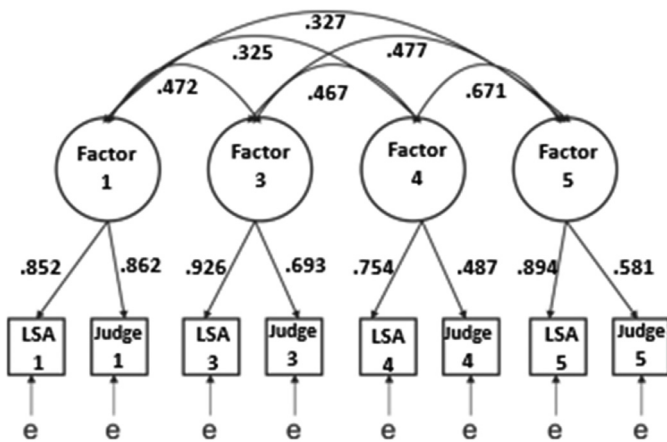 .327
.325
.477
.472
.467
.671
Factor
1
Factor
3
Factor
4
Factor
5
.852
.862
.926
.693
.754
.487
.894
.581
LSA
1
Judge
1
LSA
3
Judge
3
LSA
4
Judge
4
LSA
5
Judge
5
e e e e e e e e